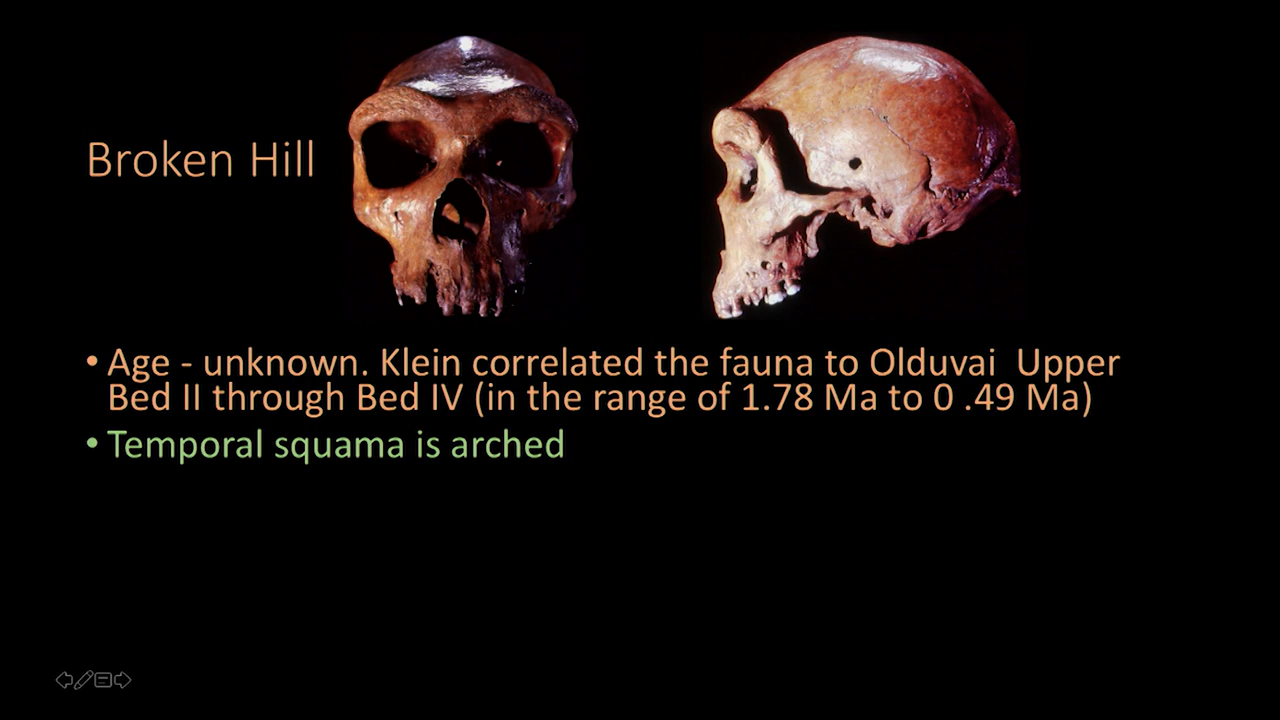 Broken Hill
• Age - unknown. Klein correlated the fauna to Olduvai  Upper
Bed II through Bed IV (in the range of 1.78 Ma to 0 .49 Ma)
• Temporal squama is arched